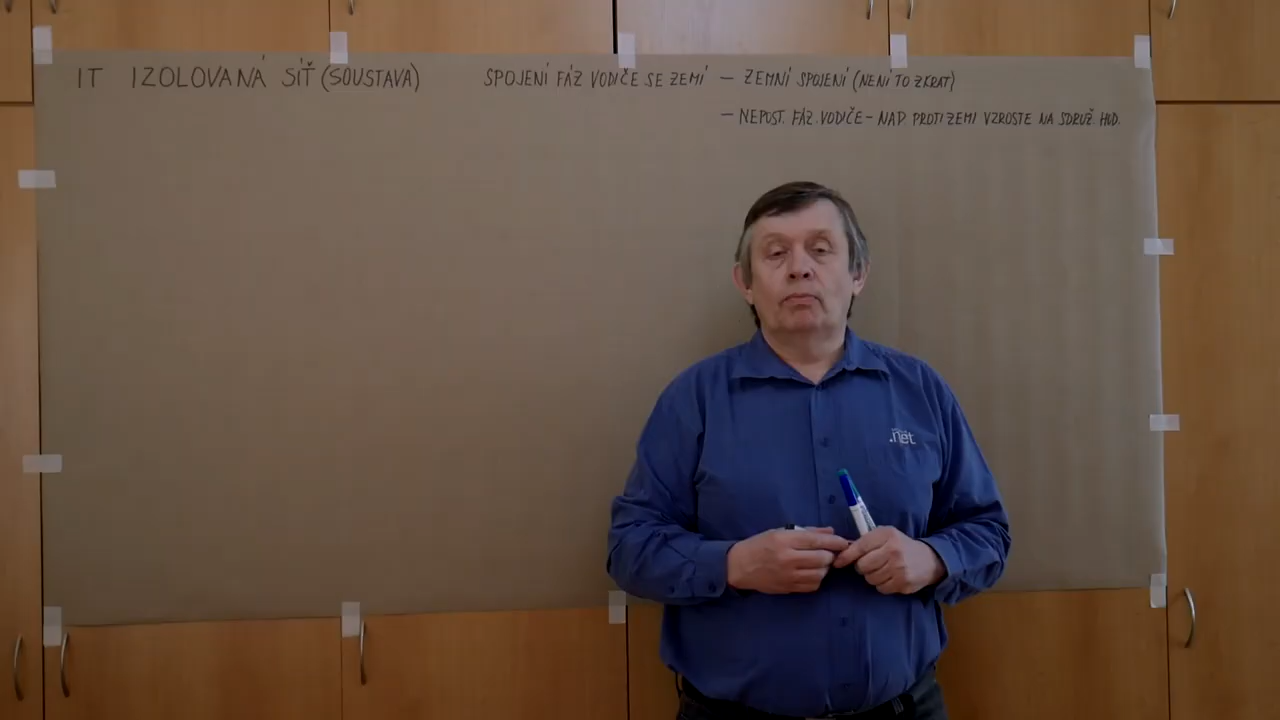 IT IZOLOVANÁ SÍŤ (SOUSTAVA)
SPOJENÍ FÁZ VODIČE SE ZEMÍ – ZEMNÍ SPOJENÍ (NENÍ TO ZKRAT)
– NEPOST. FÁZ. VODIČE – NAP. PROTI ZEMI VZROSTE NA SDRUŽ. HOD.
.net